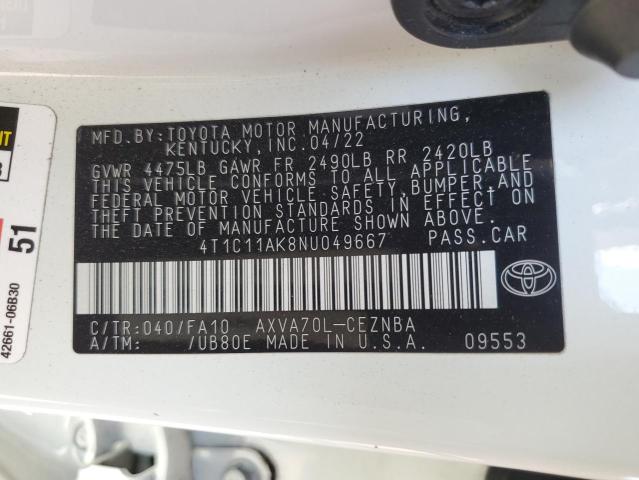 MFD.BY:TOYOTA MOTOR MANUFACTURING,
KENTUCKY,INC.04/22
GVWR 4475LB GAWR FR 2490LB RR 2420LB
THIS VEHICLE CONFORMS TO ALL APPLICABLE
FEDERAL MOTOR VEHICLE SAFETY,BUMPER,AND
THEFT PREVENTION STANDARDS IN EFFECT ON
THE DATE OF MANUFACTURE SHOWN ABOVE.
4T1C11AK8NU049667 PASS.CAR
C/TR:040/FA10 AXVA70L-CEZNBA
A/TM: /UB80E MADE IN U.S.A. 09553
51
42661-06B30